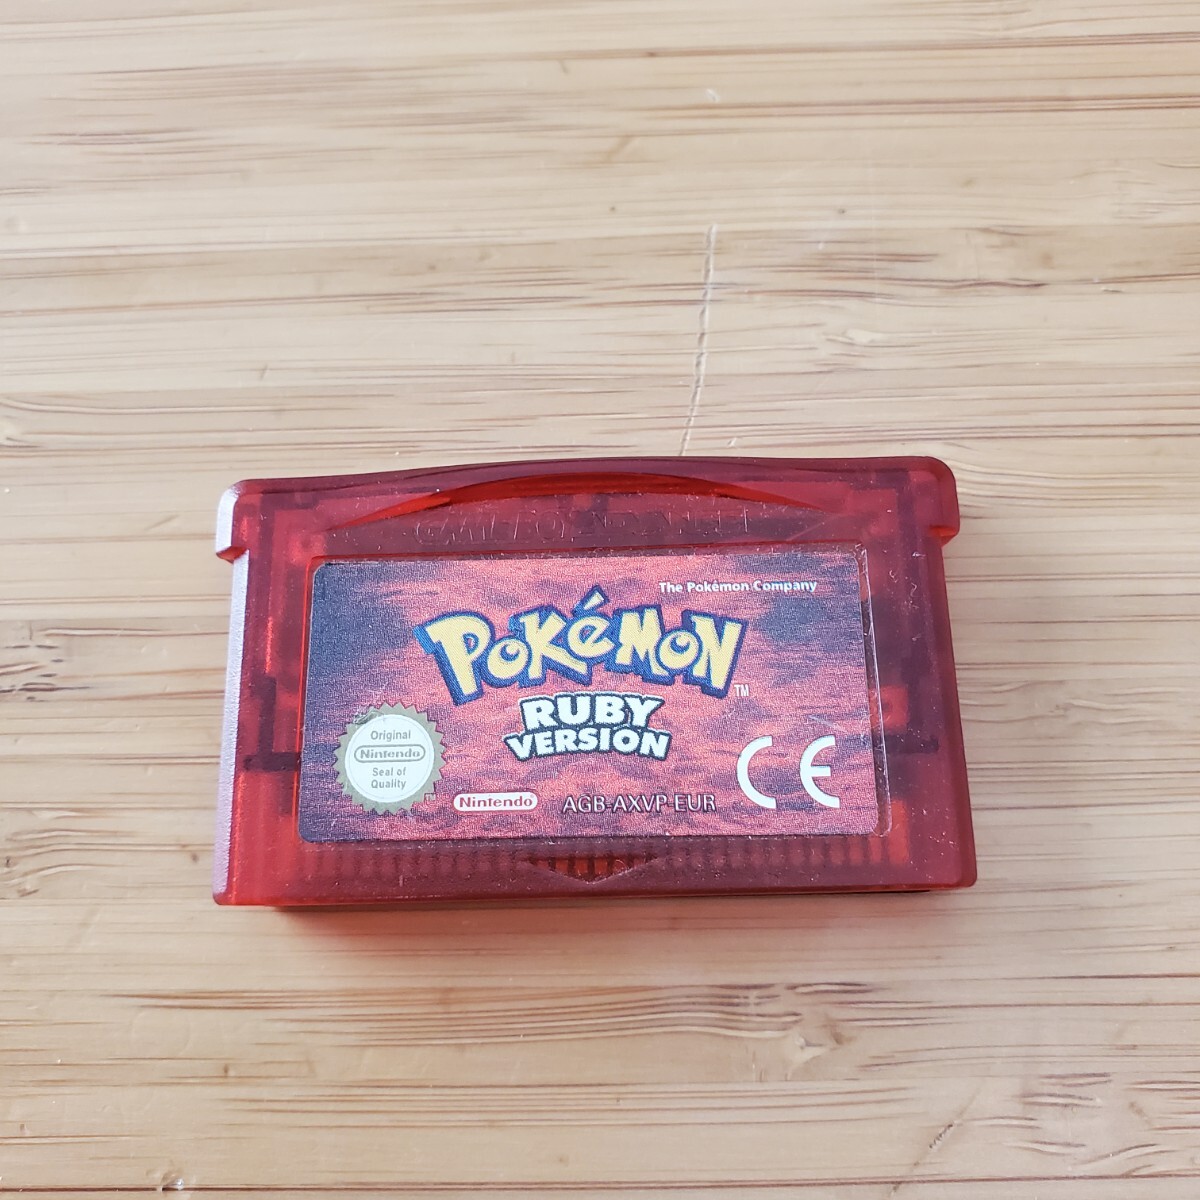 GAME BOY ADVANCE
The Pokémon Company
POKéMON
TM
RUBY
VERSION
Original
Nintendo
Seal of
Quality
TM
Nintendo
AGB-AXVP-EUR
CE